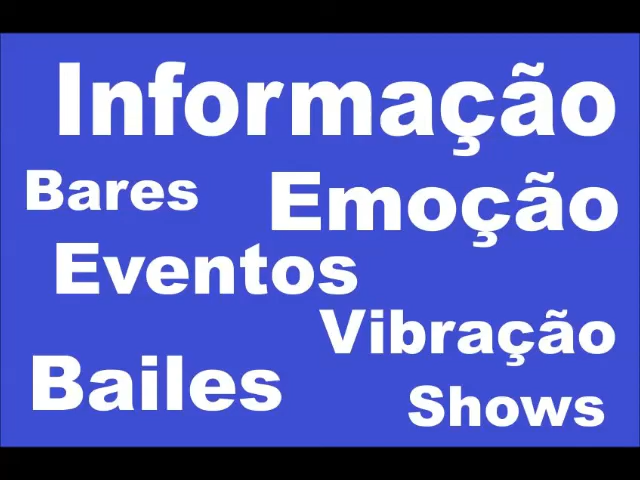 Informação
Bares
Emoção
Eventos
Vibração
Bailes
Shows